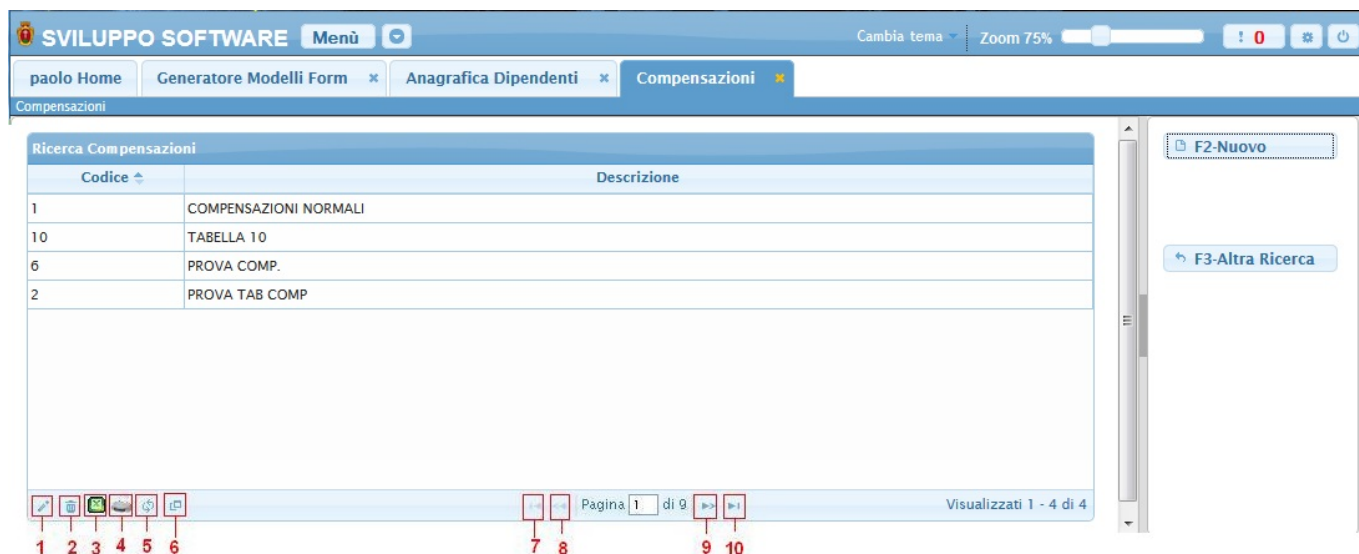 SVILUPPO SOFTWARE Menù Cambia tema Zoom 75% ! 0
paolo Home Generatore Modelli Form × Anagrafica Dipendenti × Compensazioni ×
Compensazioni
Ricerca Compensazioni
F2-Nuovo
Codice Descrizione
1 COMPENSAZIONI NORMALI
10 TABELLA 10
F3-Altra Ricerca
6 PROVA COMP.
2 PROVA TAB COMP
Pagina 1 di 9 Visualizzati 1 - 4 di 4
1 2 3 4 5 6 7 8 9 10